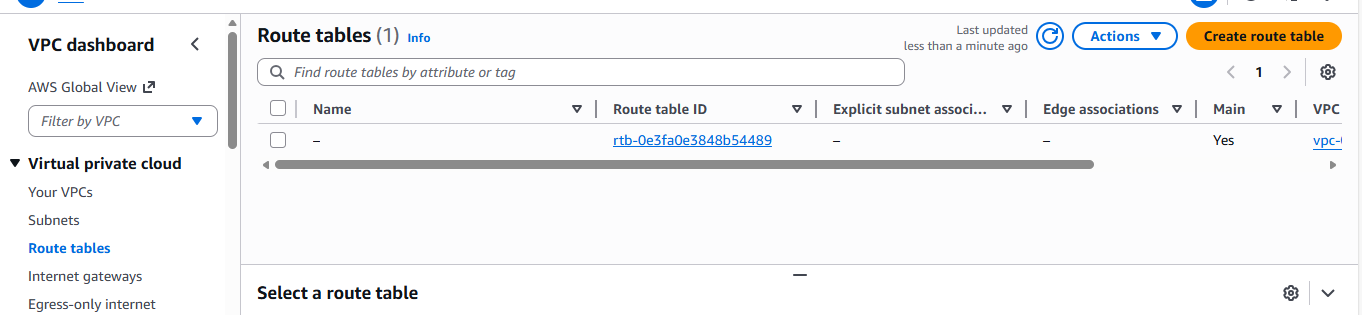 VPC dashboard
AWS Global View
Filter by VPC
Virtual private cloud
Your VPCs
Subnets
Route tables
Internet gateways
Egress-only internet
Route tables (1) Info
Last updated
less than a minute ago
Actions
Create route table
Find route tables by attribute or tag
1
Name Route table ID Explicit subnet associ... Edge associations Main VPC
– rtb-0e3fa0e3848b54489 – – Yes vpc-
Select a route table